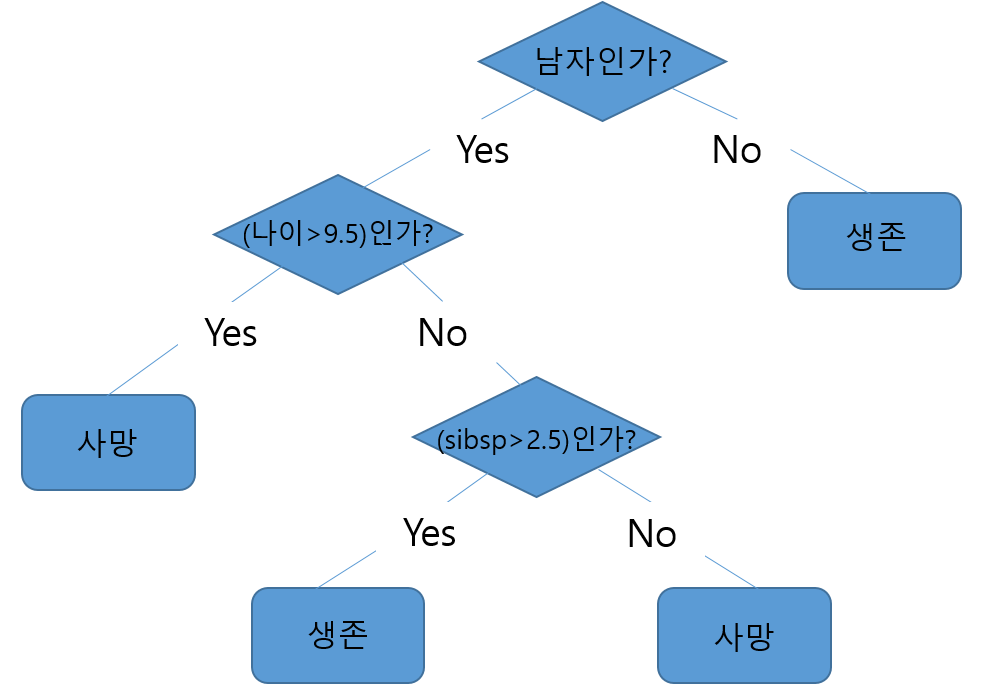 남자인가?
Yes
No
(나이>9.5)인가?
생존
Yes
No
사망
(sibsp>2.5)인가?
Yes
No
생존
사망